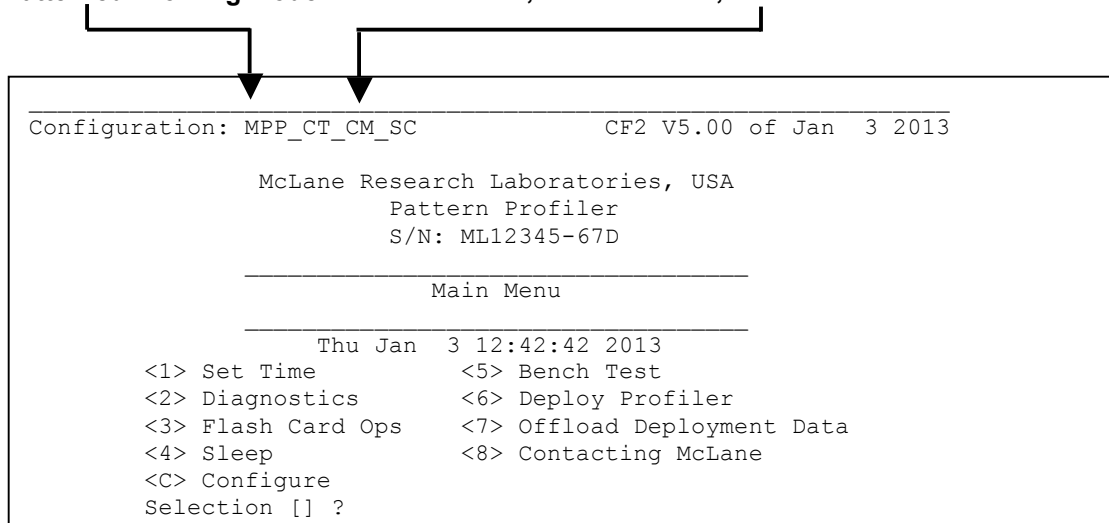 Configuration: MPP_CT_CM_SC CF2 V5.00 of Jan 3 2013
McLane Research Laboratories, USA
Pattern Profiler
S/N: ML12345-67D
Main Menu
Thu Jan 3 12:42:42 2013
<1> Set Time <5> Bench Test
<2> Diagnostics <6> Deploy Profiler
<3> Flash Card Ops <7> Offload Deployment Data
<4> Sleep <8> Contacting McLane
<C> Configure
Selection [] ?